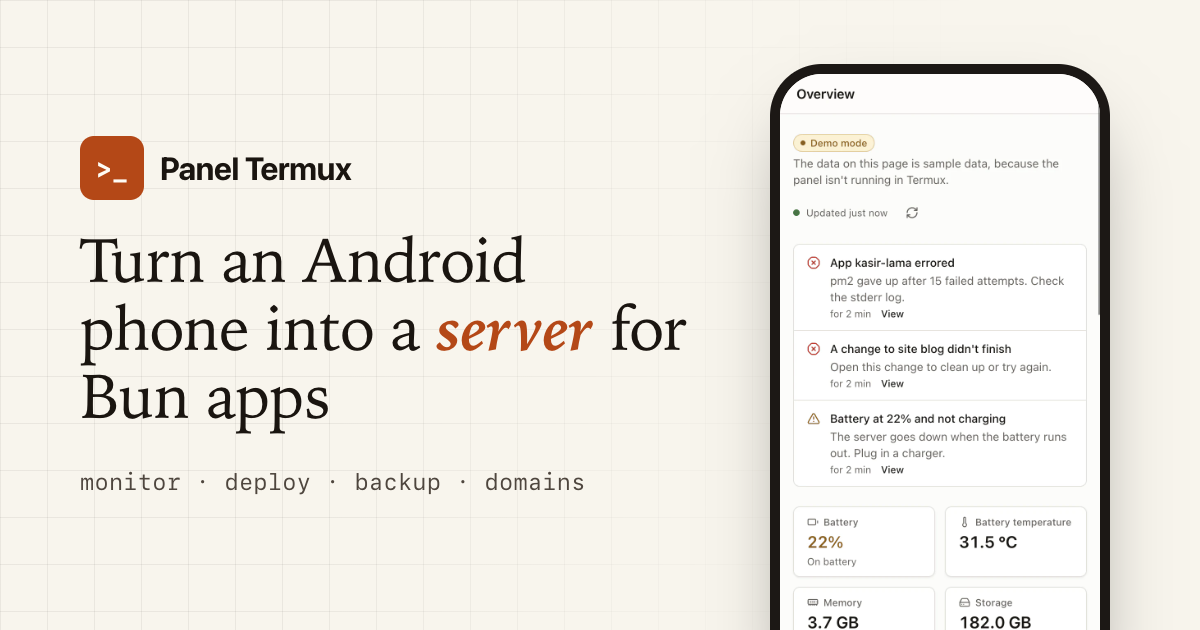 >_ Panel Termux
Turn an Android
phone into a server for
Bun apps
monitor · deploy · backup · domains
Overview
Demo mode
The data on this page is sample data, because the
panel isn't running in Termux.
Updated just now
App kasir-lama errored
pm2 gave up after 15 failed attempts. Check
the stderr log.
for 2 min View
A change to site blog didn't finish
Open this change to clean up or try again.
for 2 min View
Battery at 22% and not charging
The server goes down when the battery runs
out. Plug in a charger.
for 2 min View
Battery
22%
On battery
Battery temperature
31.5 °C
Memory
3.7 GB
Storage
182.0 GB